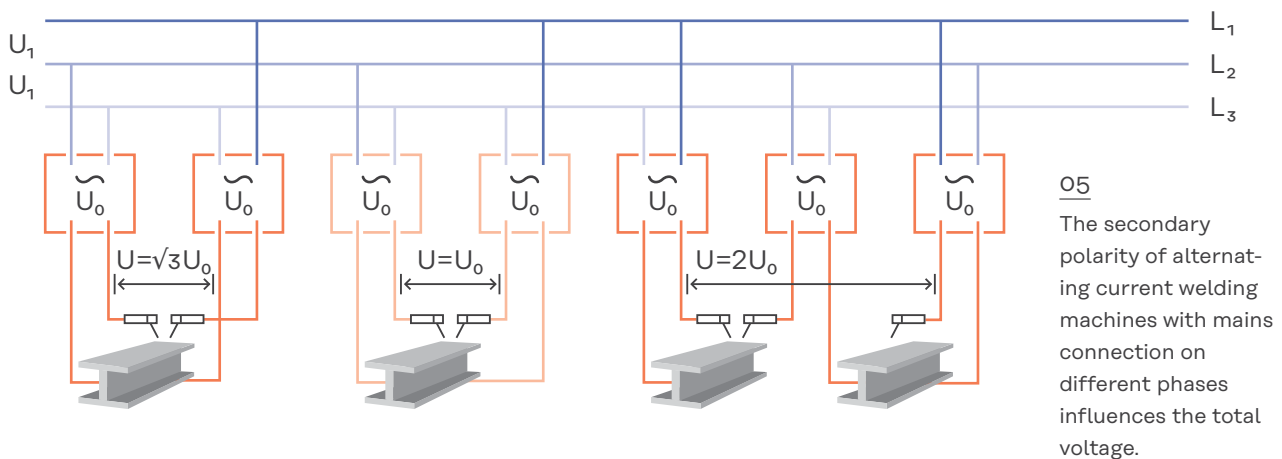 L₁
U₁
L₂
U₁
L₃
U₀
U₀
U₀
U₀
U₀
U₀
U₀
U=√3U₀
U=U₀
U=2U₀
05
The secondary
polarity of alternat-
ing current welding
machines with mains
connection on
different phases
influences the total
voltage.